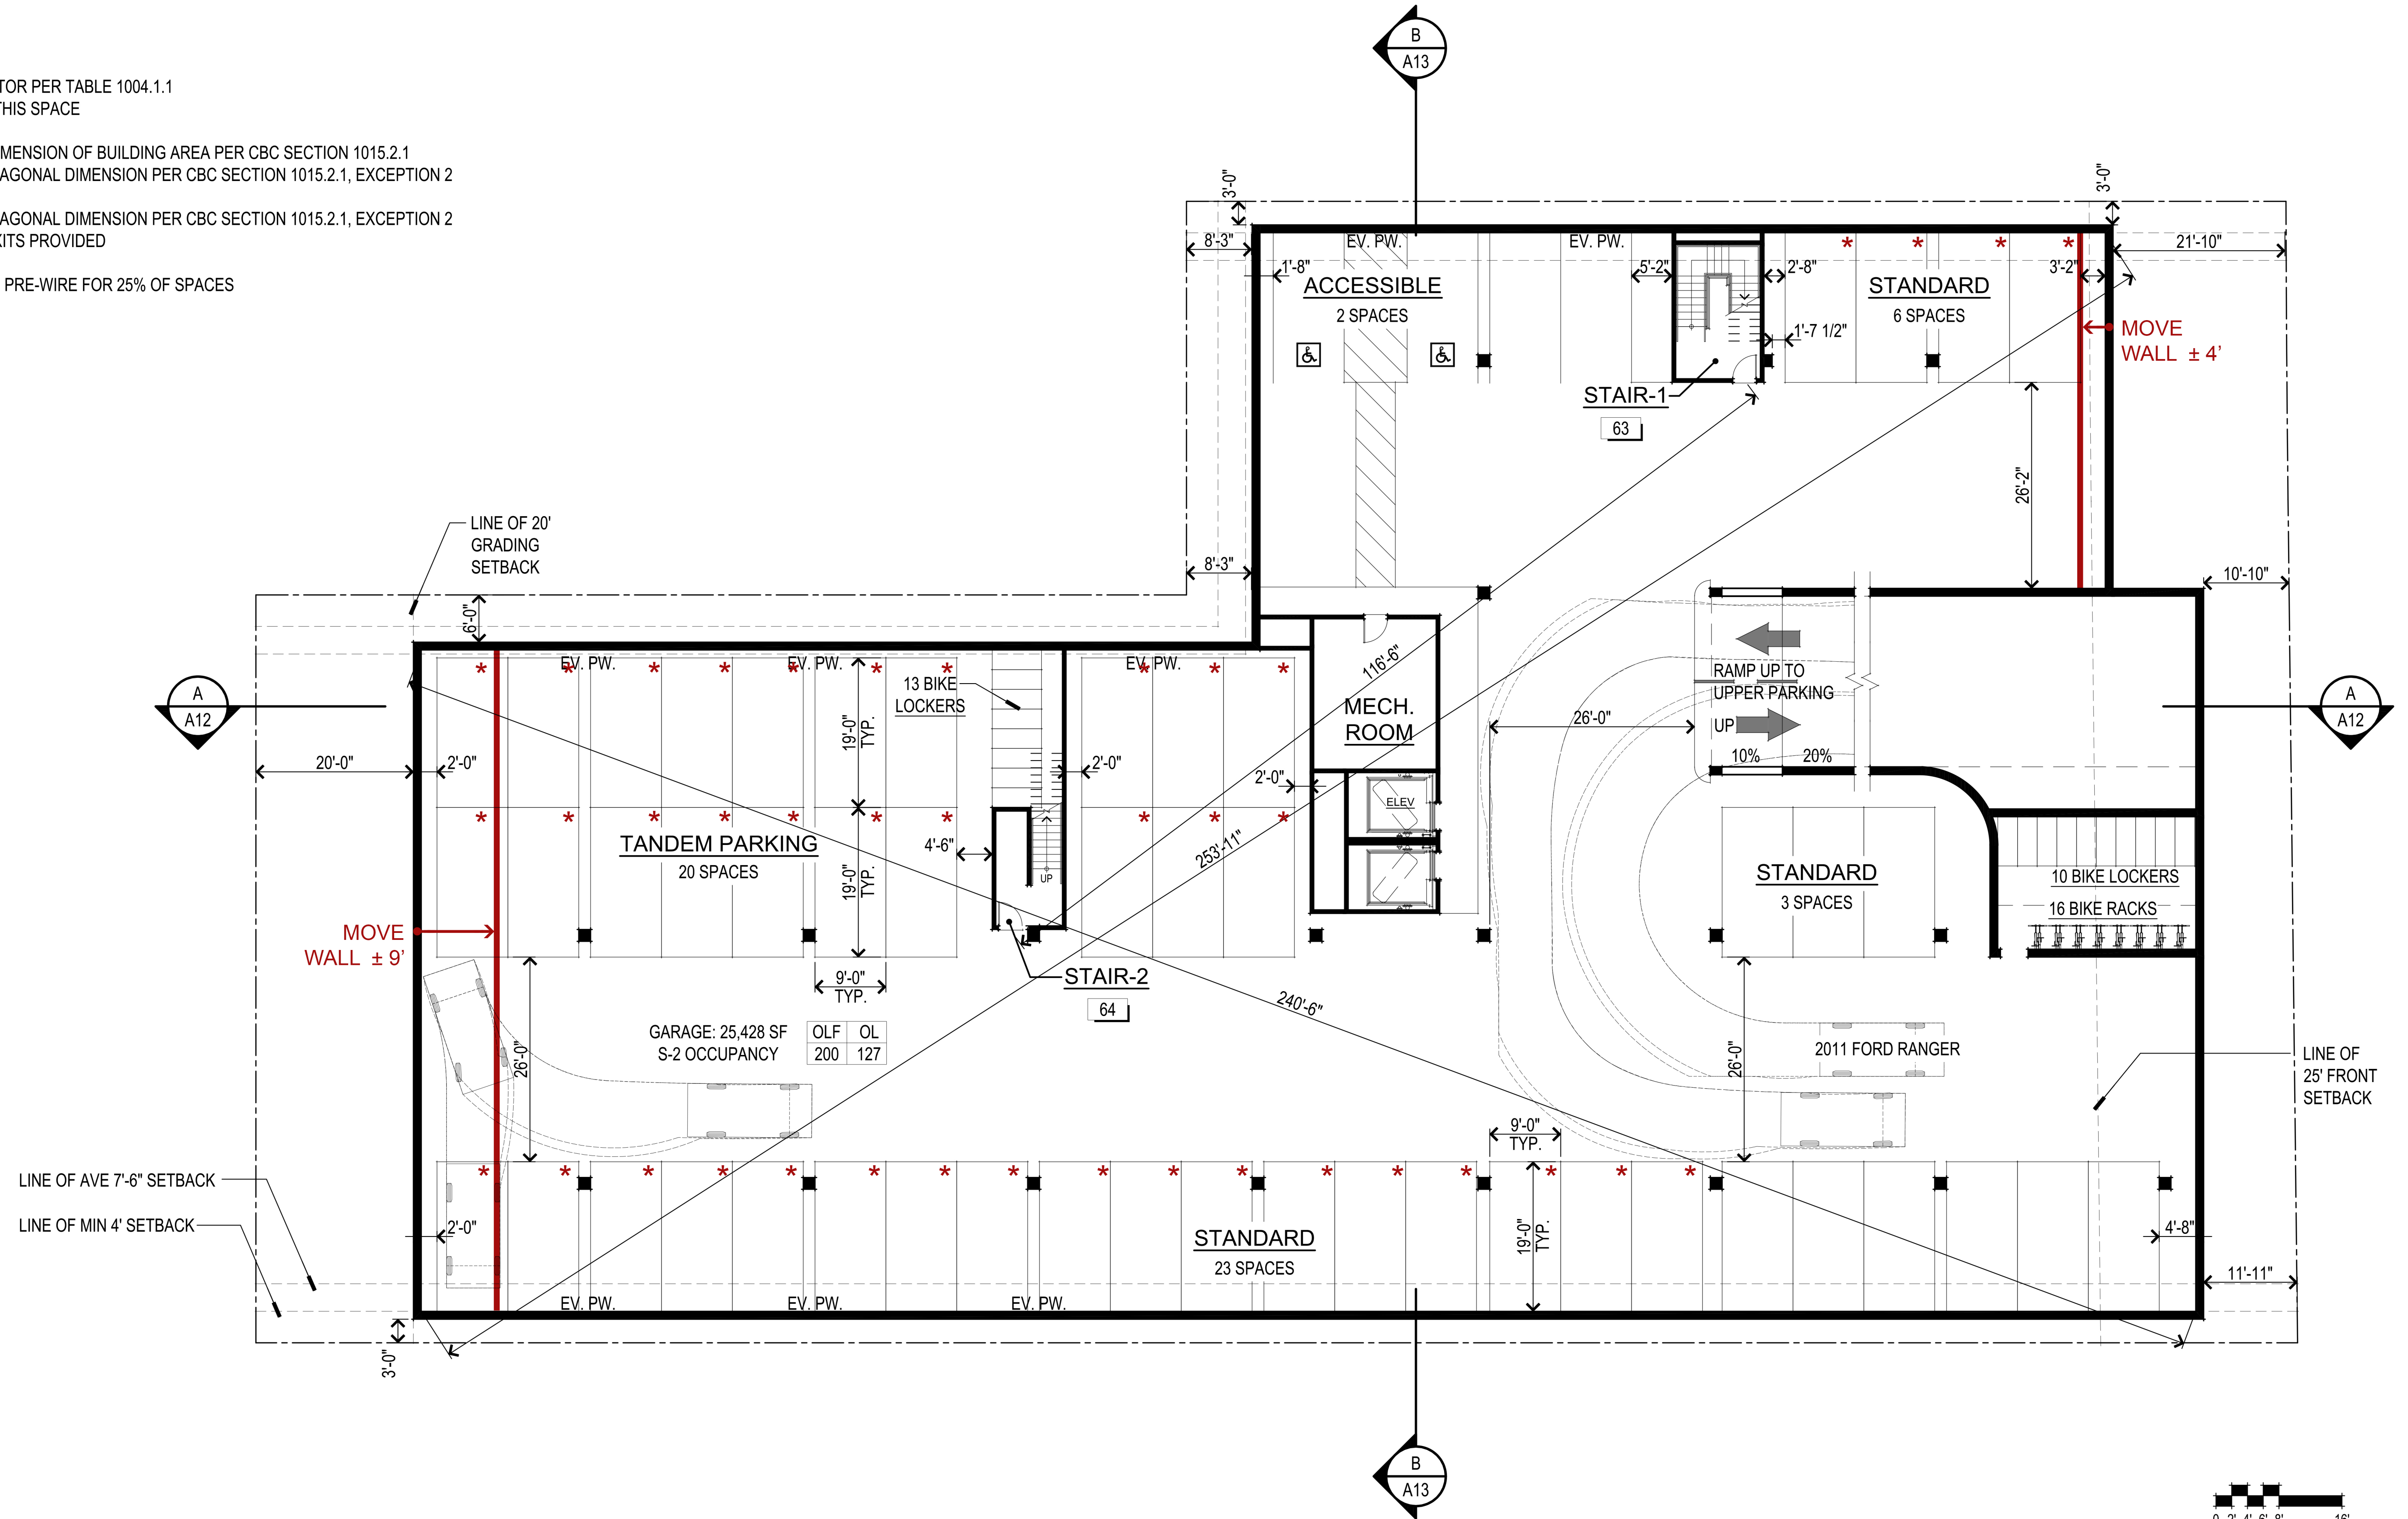 B
A13
TOR PER TABLE 1004.1.1
THIS SPACE
MENSION OF BUILDING AREA PER CBC SECTION 1015.2.1
AGONAL DIMENSION PER CBC SECTION 1015.2.1, EXCEPTION 2
AGONAL DIMENSION PER CBC SECTION 1015.2.1, EXCEPTION 2
XITS PROVIDED
PRE-WIRE FOR 25% OF SPACES
3'-0"
3'-0"
8'-3"
EV. PW.
EV. PW.
* * * *
21'-10"
1'-8"
5'-2"
2'-8"
3'-2"
ACCESSIBLE
2 SPACES
STANDARD
6 SPACES
1'-7 1/2"
MOVE
WALL ± 4'
STAIR-1
63
26'-2"
LINE OF 20'
GRADING
SETBACK
8'-3"
10'-10"
6'-0"
* * * * * * *
EV. PW.
EV. PW.
EV. PW.
* * *
116'-6"
13 BIKE
LOCKERS
A
A12
19'-0"
TYP.
MECH.
ROOM
RAMP UP TO
UPPER PARKING
UP
26'-0"
10%
20%
A
A12
20'-0"
2'-0"
2'-0"
2'-0"
ELEV
* * * * * * *
* * *
TANDEM PARKING
20 SPACES
19'-0"
TYP.
4'-6"
UP
253'-11"
STANDARD
3 SPACES
10 BIKE LOCKERS
16 BIKE RACKS
MOVE
WALL ± 9'
9'-0"
TYP.
STAIR-2
64
240'-6"
GARAGE: 25,428 SF
S-2 OCCUPANCY
OLF OL
200 127
26'-0"
26'-0"
2011 FORD RANGER
LINE OF
25' FRONT
SETBACK
9'-0"
TYP.
* * * * * * * * * * * * * * * * * *
LINE OF AVE 7'-6" SETBACK
LINE OF MIN 4' SETBACK
2'-0"
STANDARD
23 SPACES
19'-0"
TYP.
4'-8"
11'-11"
EV. PW.
EV. PW.
EV. PW.
3'-0"
B
A13
0 2' 4' 6' 8' 16'